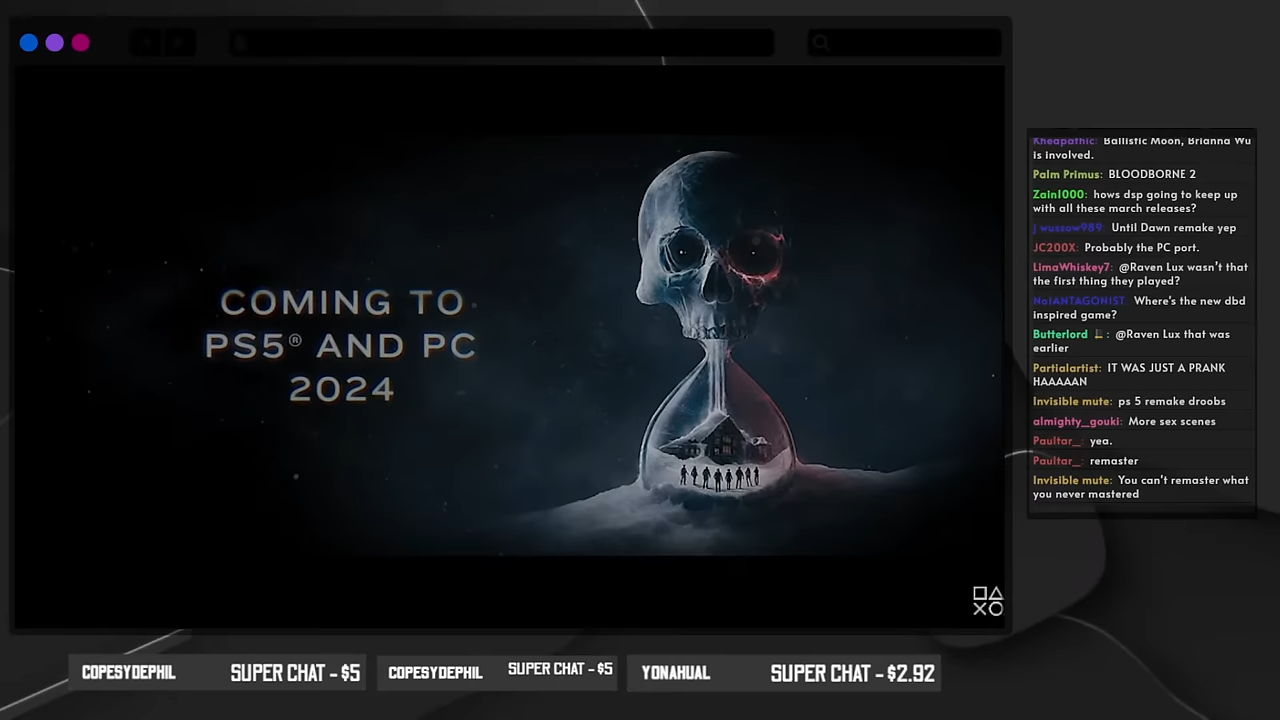 COMING TO
PS5® AND PC
2024
Kheapathic: Ballistic Moon, Brianna Wu
is involved.
Palm Primus: BLOODBORNE 2
Zain1000: hows dsp going to keep up
with all these march releases?
J wussow989: Until Dawn remake yep
JC200X: Probably the PC port.
LimaWhiskey7: @Raven Lux wasn't that
the first thing they played?
No1ANTAGONIST: Where's the new dbd
inspired game?
Butterlord : @Raven Lux that was
earlier
Partialartist: IT WAS JUST A PRANK
HAAAAAN
Invisible mute: ps 5 remake droobs
almighty_gouki: More sex scenes
Paultar_: yea.
Paultar_: remaster
Invisible mute: You can't remaster what
you never mastered
COPESYDEPHIL SUPER CHAT - $5
COPESYDEPHIL SUPER CHAT - $5
YONAHUAL SUPER CHAT - $2.92